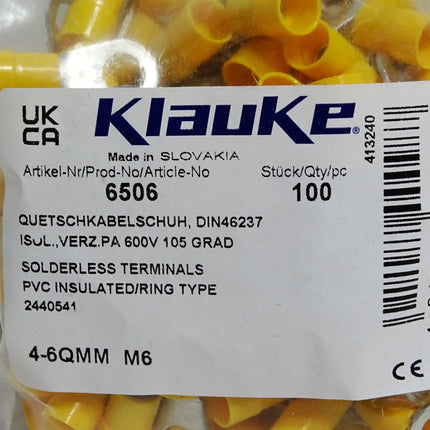 UK
CA
Klauke®
Made in SLOVAKIA
Artikel-Nr/Prod-No/Article-No Stück/Qty/pc
6506 100
QUETSCHKABELSCHUH, DIN46237
ISOL.,VERZ.PA 600V 105 GRAD
SOLDERLESS TERMINALS
PVC INSULATED/RING TYPE
2440541
4-6QMM M6
413240
CE